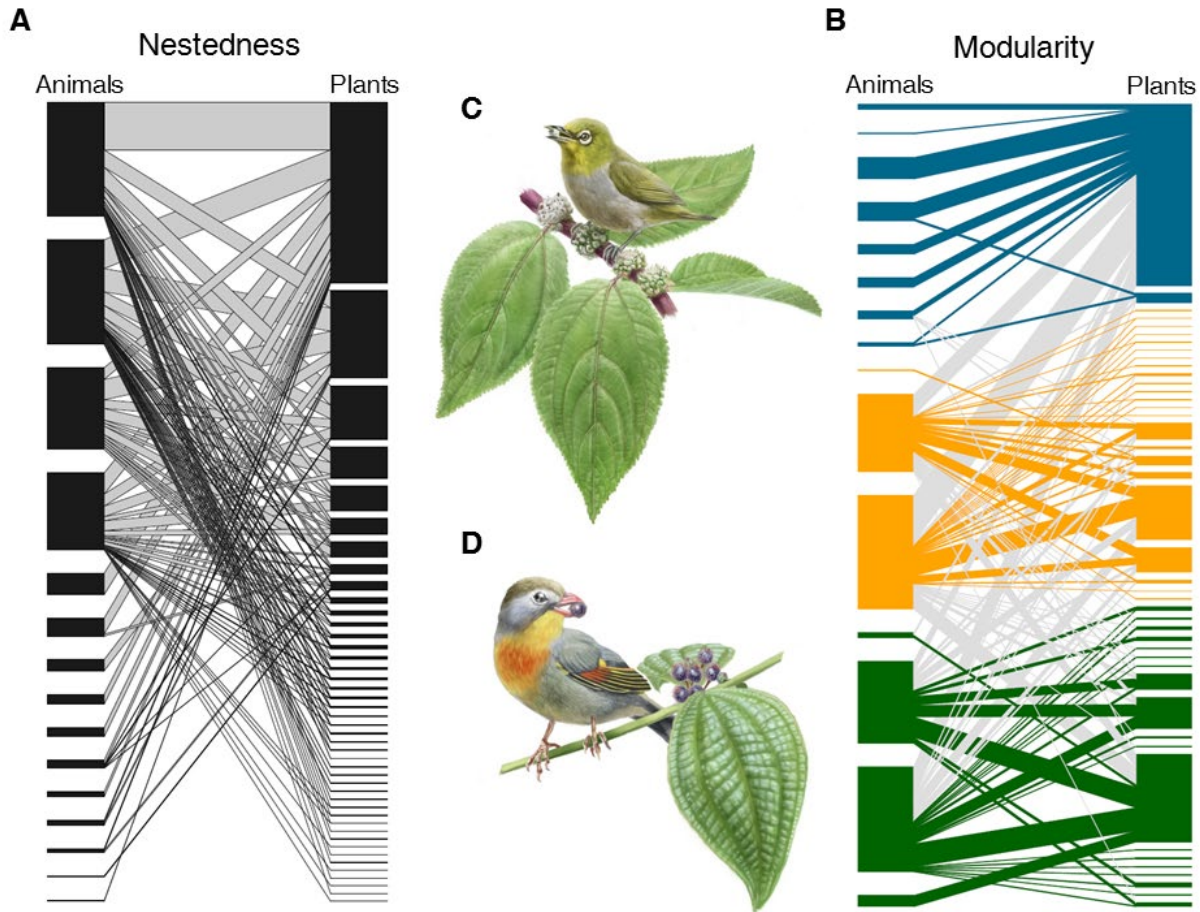 A
Nestedness
Animals
Plants
C
D
B
Modularity
Animals
Plants